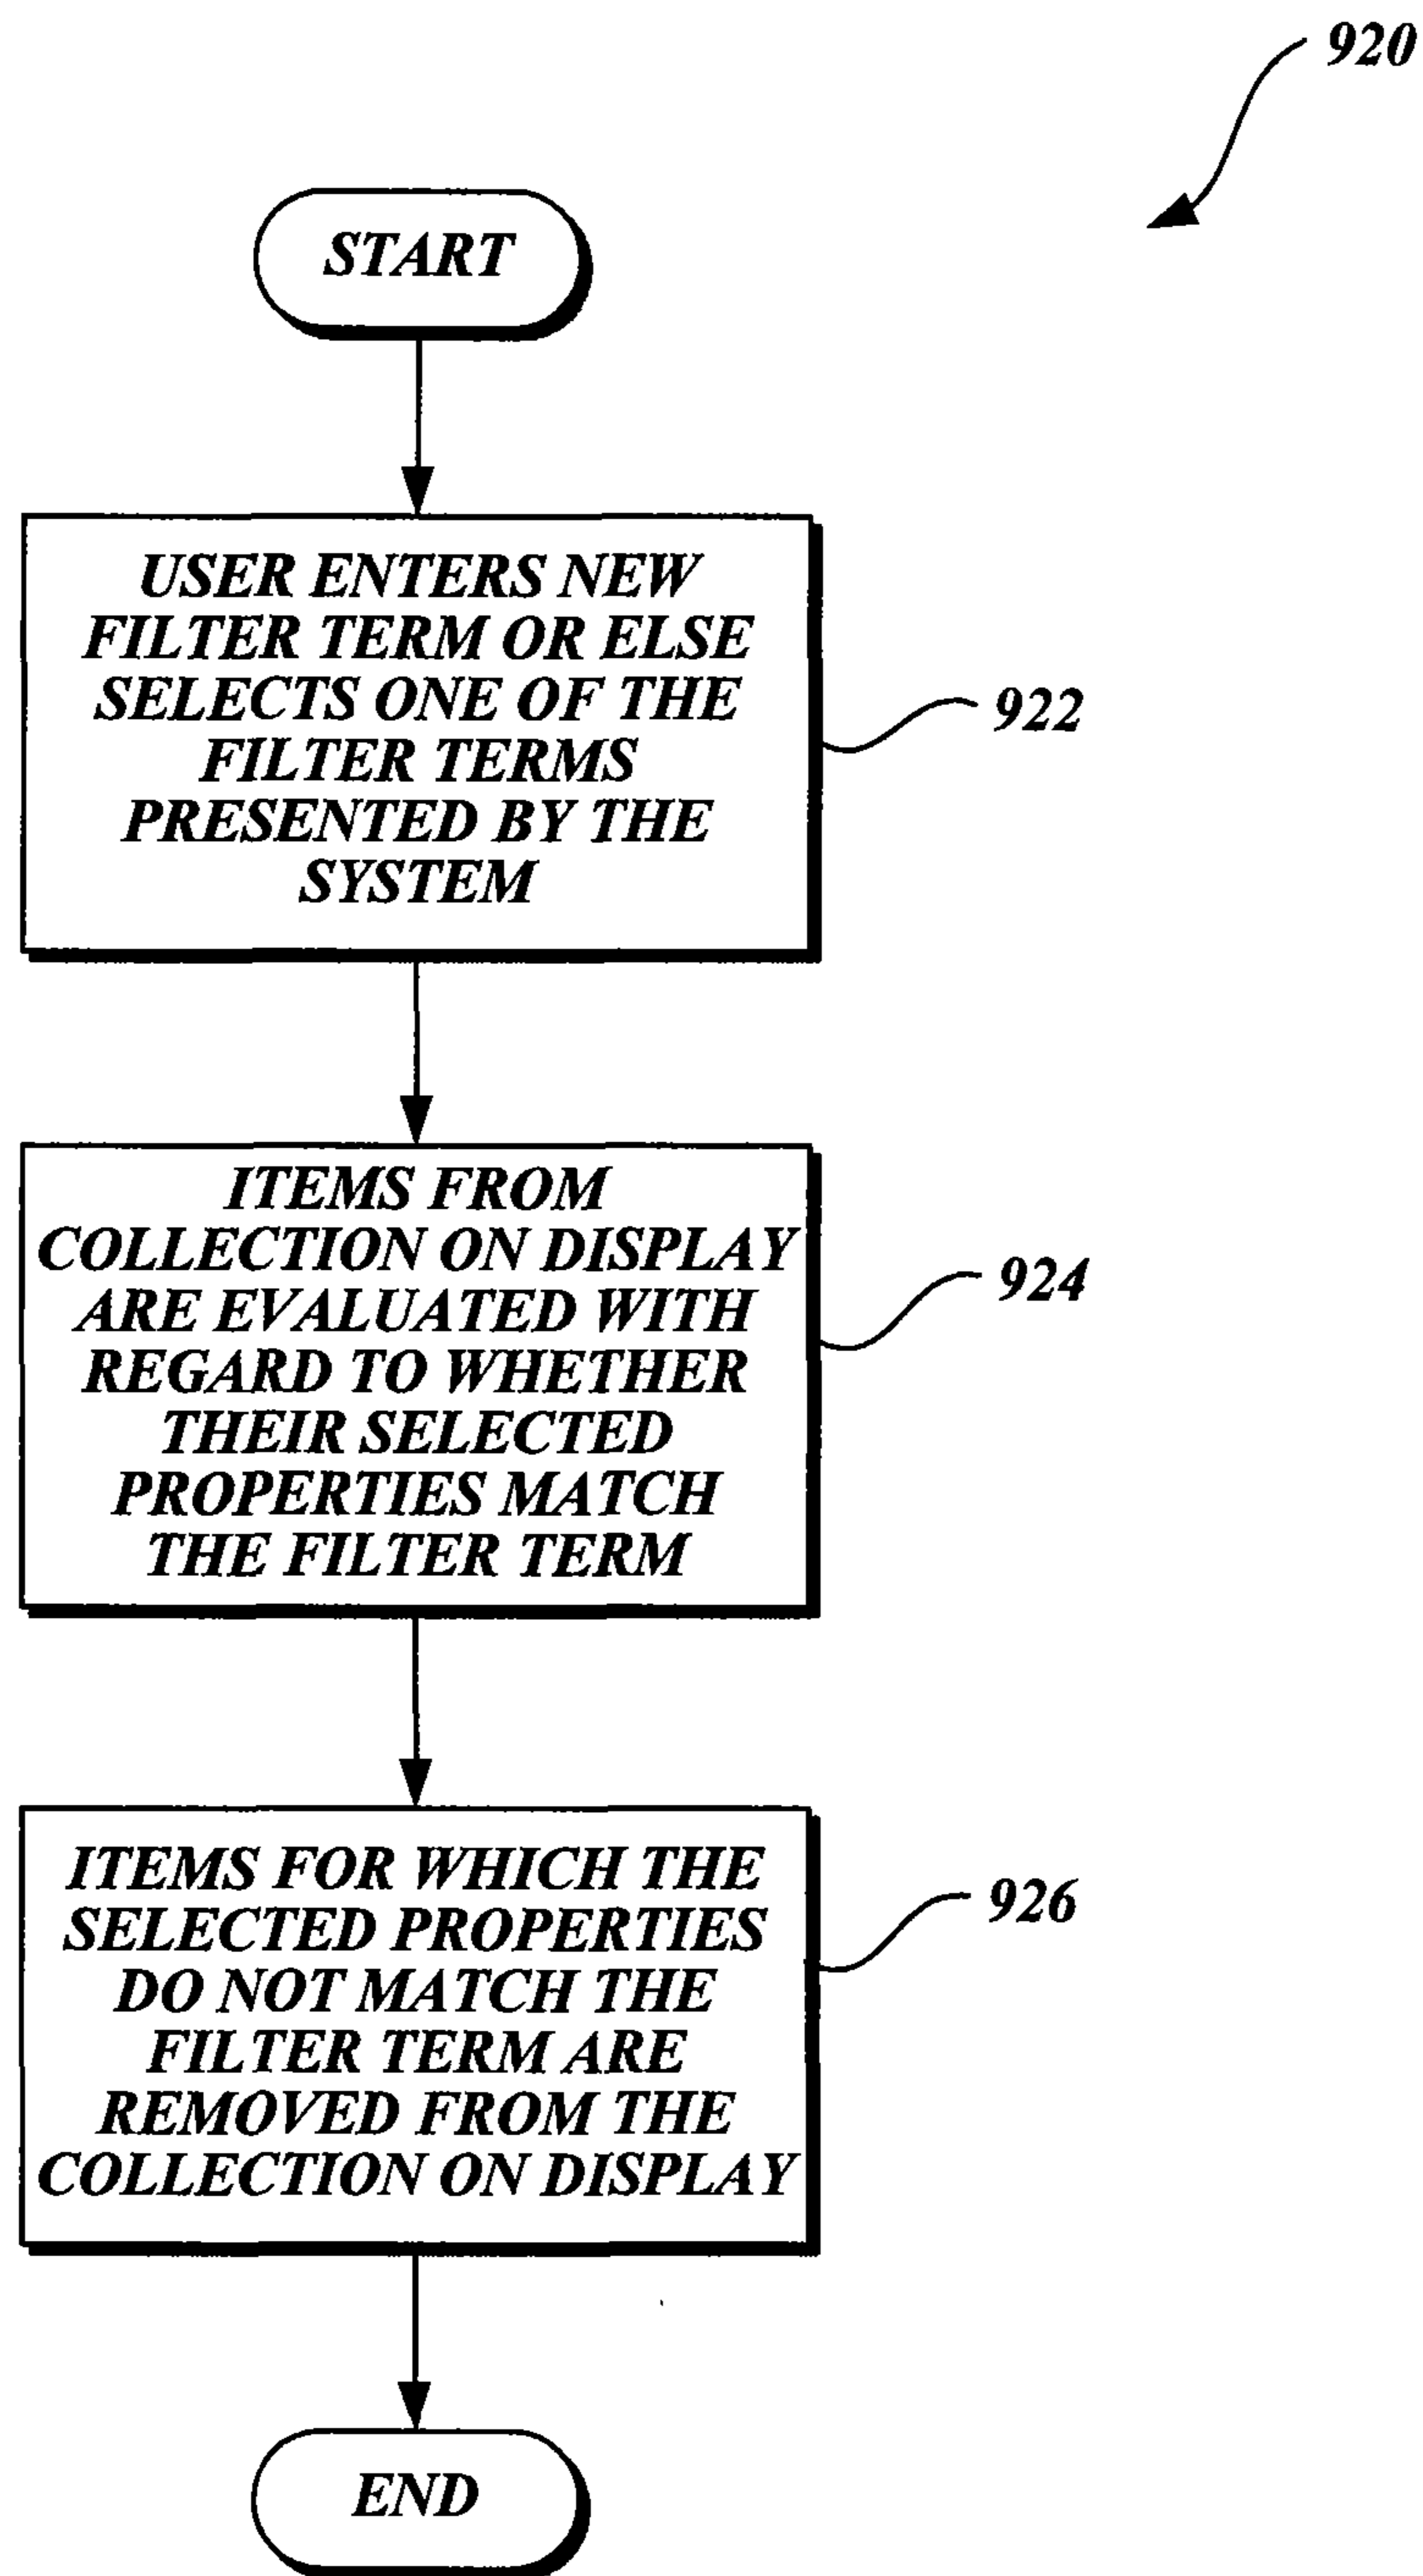 920
START
USER ENTERS NEW
FILTER TERM OR ELSE
SELECTS ONE OF THE
FILTER TERMS
PRESENTED BY THE
SYSTEM
922
ITEMS FROM
COLLECTION ON DISPLAY
ARE EVALUATED WITH
REGARD TO WHETHER
THEIR SELECTED
PROPERTIES MATCH
THE FILTER TERM
924
ITEMS FOR WHICH THE
SELECTED PROPERTIES
DO NOT MATCH THE
FILTER TERM ARE
REMOVED FROM THE
COLLECTION ON DISPLAY
926
END